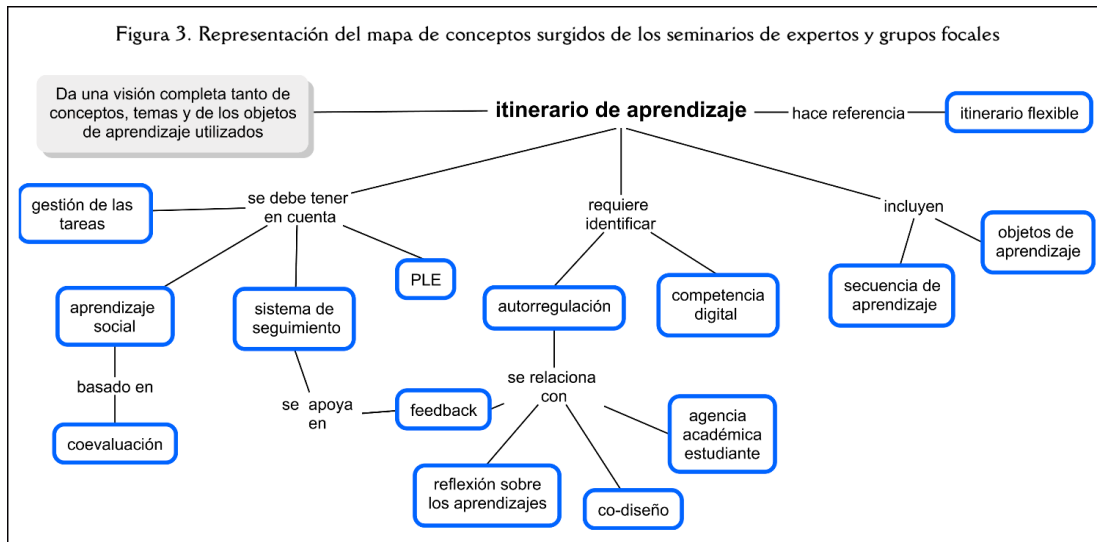 Figura 3. Representación del mapa de conceptos surgidos de los seminarios de expertos y grupos focales
Da una visión completa tanto de
conceptos, temas y de los objetos
de aprendizaje utilizados
itinerario de aprendizaje
hace referencia
itinerario flexible
gestión de las
tareas
se debe tener
en cuenta
requiere
identificar
incluyen
objetos de
aprendizaje
PLE
aprendizaje
social
sistema de
seguimiento
autorregulación
competencia
digital
secuencia de
aprendizaje
basado en
se apoya
en
feedback
se relaciona
con
agencia
académica
estudiante
coevaluación
reflexión sobre
los aprendizajes
co-diseño